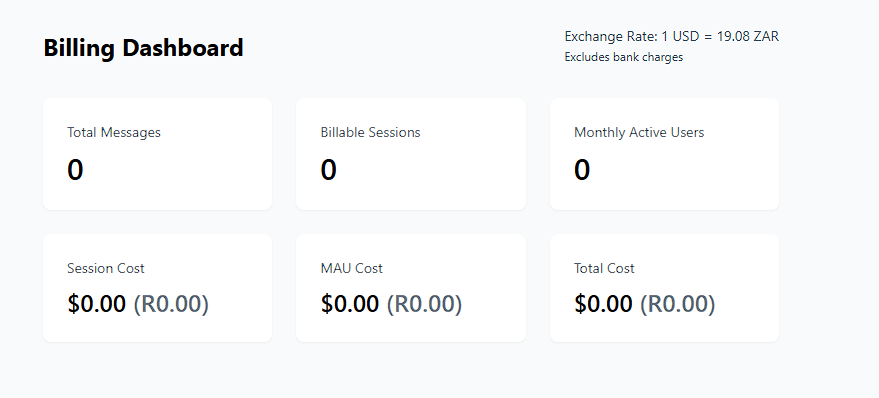 Billing Dashboard
Exchange Rate: 1 USD = 19.08 ZAR
Excludes bank charges
Total Messages
0
Billable Sessions
0
Monthly Active Users
0
Session Cost
$0.00 (R0.00)
MAU Cost
$0.00 (R0.00)
Total Cost
$0.00 (R0.00)